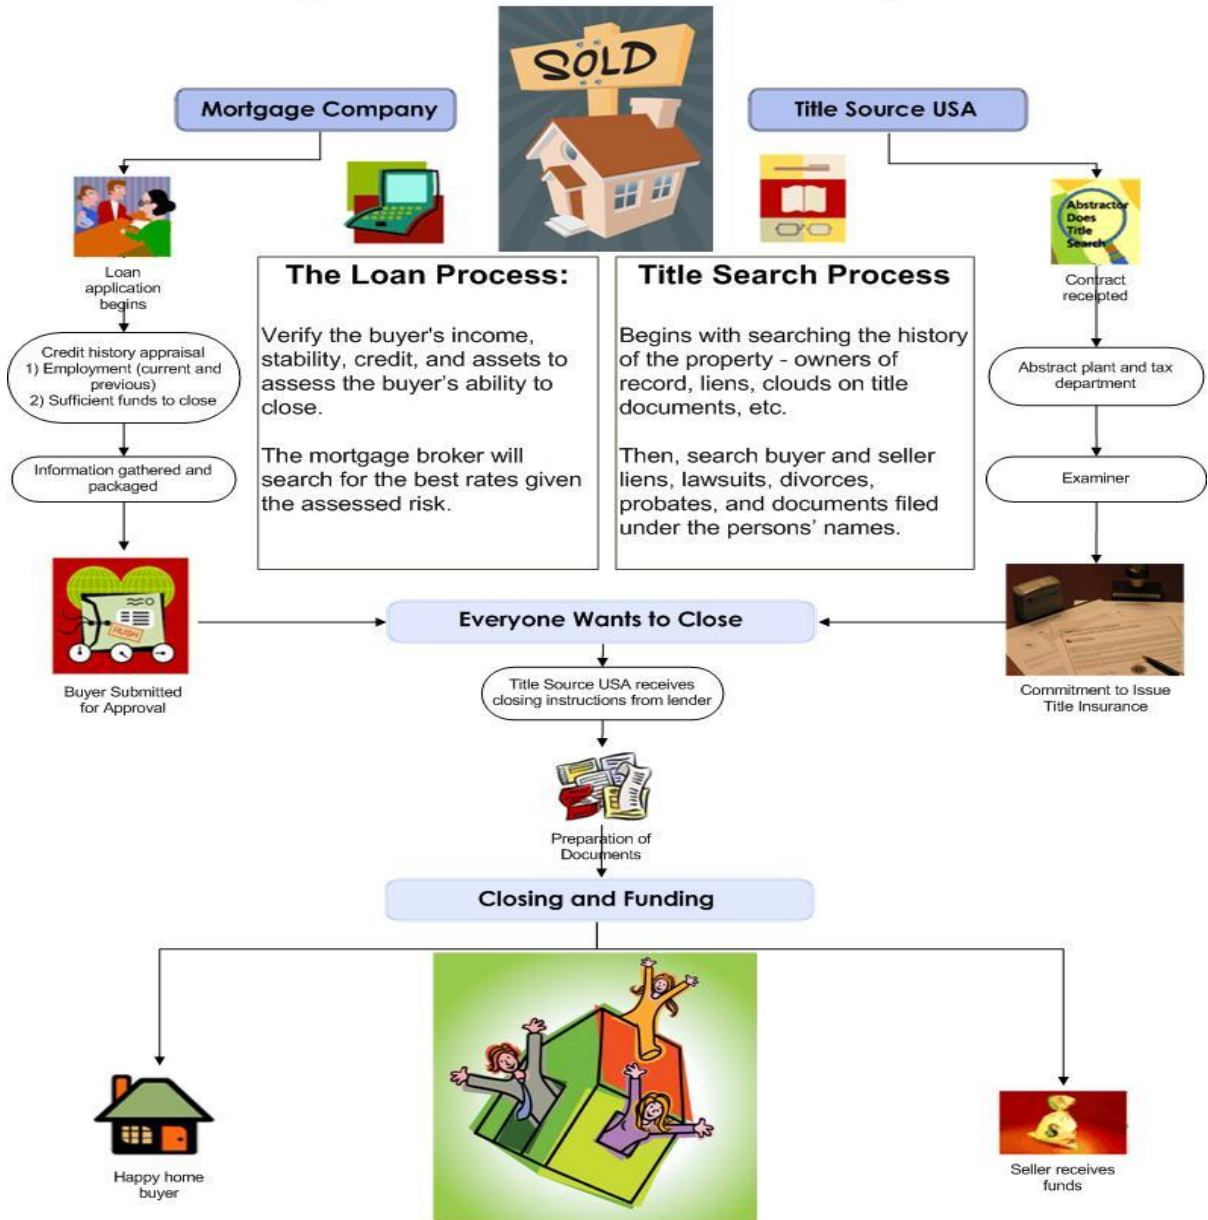 SOLD
Mortgage Company
Title Source USA
Abstractor
Does
Title
Search
Loan
application
begins
Contract
receipted
The Loan Process:
Verify the buyer's income,
stability, credit, and assets to
assess the buyer’s ability to
close.
The mortgage broker will
search for the best rates given
the assessed risk.
Title Search Process
Begins with searching the history
of the property - owners of
record, liens, clouds on title
documents, etc.
Then, search buyer and seller
liens, lawsuits, divorces,
probates, and documents filed
under the persons’ names.
Credit history appraisal
1) Employment (current and
previous)
2) Sufficient funds to close
Abstract plant and tax
department
Information gathered and
packaged
Examiner
RUSH
Everyone Wants to Close
Buyer Submitted
for Approval
Title Source USA receives
closing instructions from lender
Commitment to Issue
Title Insurance
Preparation of
Documents
Closing and Funding
Happy home
buyer
$
Seller receives
funds